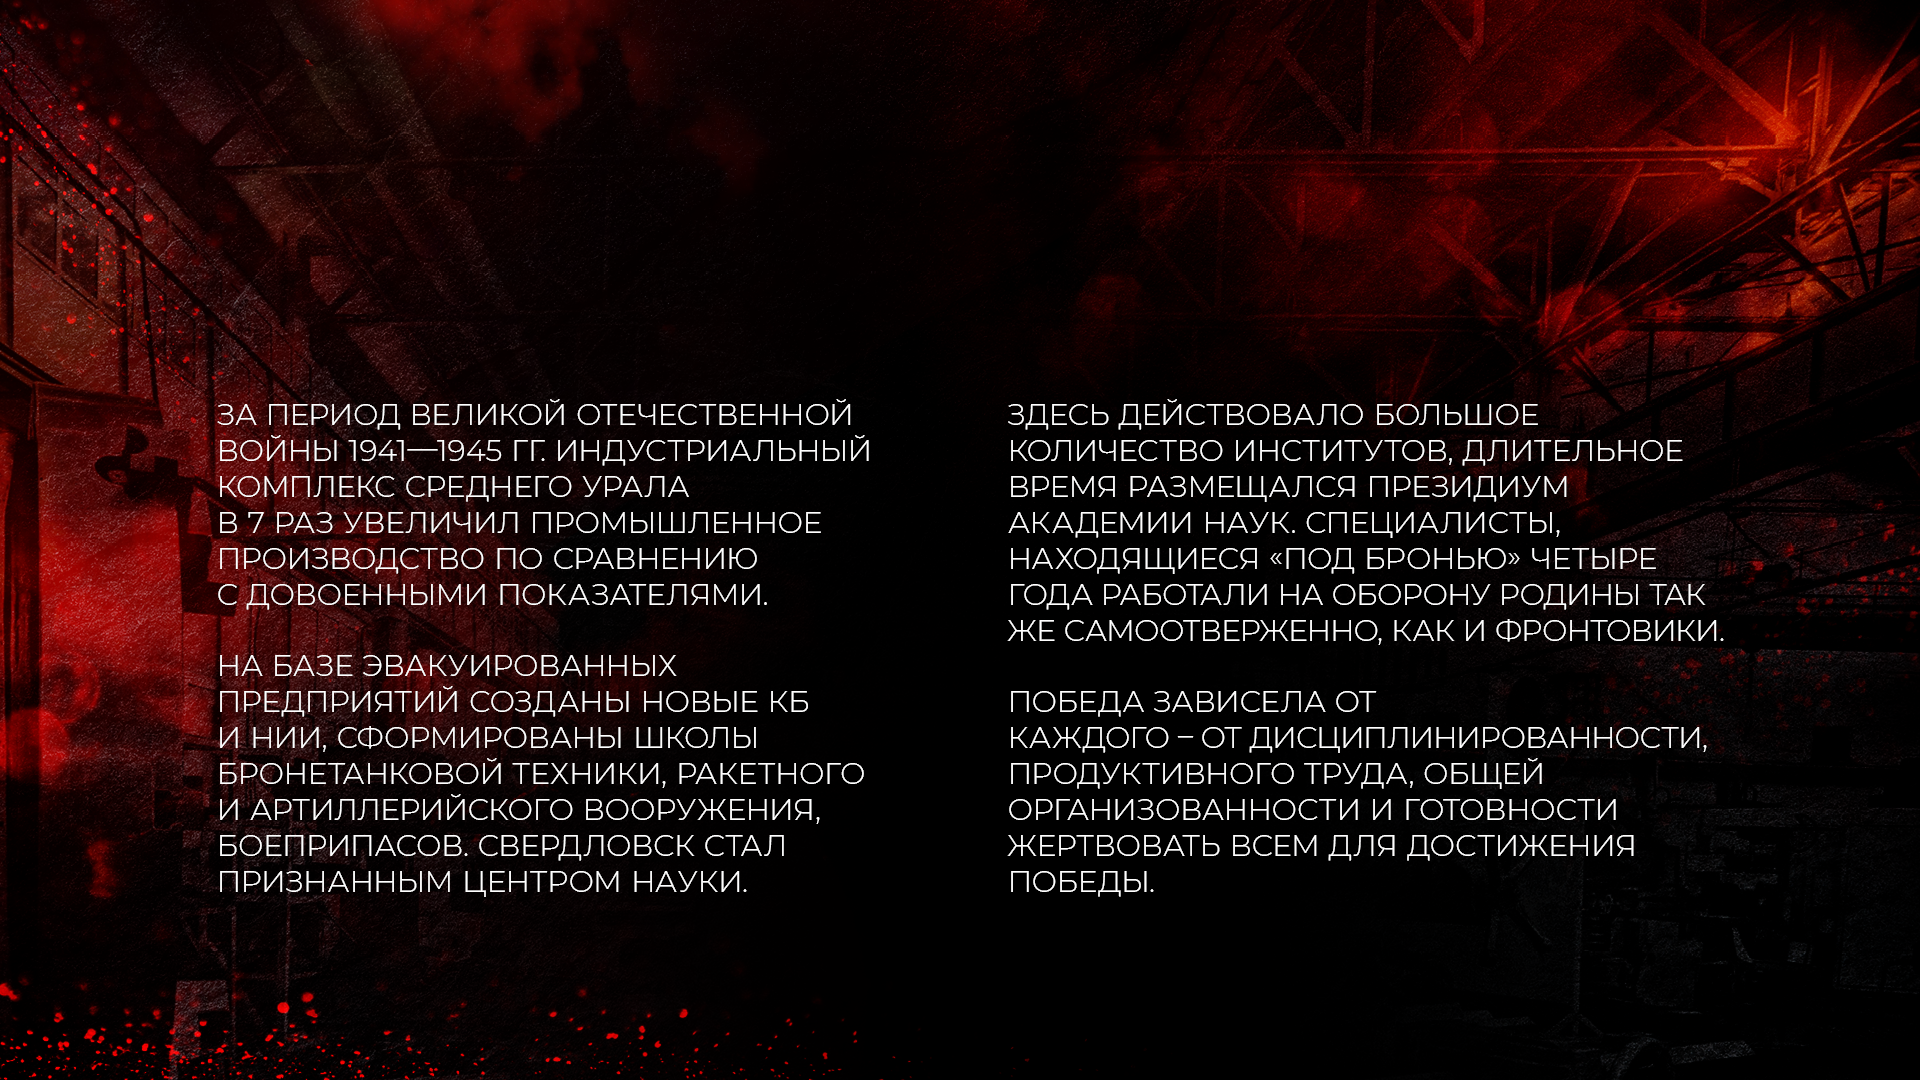 ЗА ПЕРИОД ВЕЛИКОЙ ОТЕЧЕСТВЕННОЙ
ВОЙНЫ 1941—1945 ГГ. ИНДУСТРИАЛЬНЫЙ
КОМПЛЕКС СРЕДНЕГО УРАЛА
В 7 РАЗ УВЕЛИЧИЛ ПРОМЫШЛЕННОЕ
ПРОИЗВОДСТВО ПО СРАВНЕНИЮ
С ДОВОЕННЫМИ ПОКАЗАТЕЛЯМИ.
НА БАЗЕ ЭВАКУИРОВАННЫХ
ПРЕДПРИЯТИЙ СОЗДАНЫ НОВЫЕ КБ
И НИИ, СФОРМИРОВАНЫ ШКОЛЫ
БРОНЕТАНКОВОЙ ТЕХНИКИ, РАКЕТНОГО
И АРТИЛЛЕРИЙСКОГО ВООРУЖЕНИЯ,
БОЕПРИПАСОВ. СВЕРДЛОВСК СТАЛ
ПРИЗНАННЫМ ЦЕНТРОМ НАУКИ.
ЗДЕСЬ ДЕЙСТВОВАЛО БОЛЬШОЕ
КОЛИЧЕСТВО ИНСТИТУТОВ, ДЛИТЕЛЬНОЕ
ВРЕМЯ РАЗМЕЩАЛСЯ ПРЕЗИДИУМ
АКАДЕМИИ НАУК. СПЕЦИАЛИСТЫ,
НАХОДЯЩИЕСЯ «ПОД БРОНЬЮ» ЧЕТЫРЕ
ГОДА РАБОТАЛИ НА ОБОРОНУ РОДИНЫ ТАК
ЖЕ САМООТВЕРЖЕННО, КАК И ФРОНТОВИКИ.
ПОБЕДА ЗАВИСЕЛА ОТ
КАЖДОГО – ОТ ДИСЦИПЛИНИРОВАННОСТИ,
ПРОДУКТИВНОГО ТРУДА, ОБЩЕЙ
ОРГАНИЗОВАННОСТИ И ГОТОВНОСТИ
ЖЕРТВОВАТЬ ВСЕМ ДЛЯ ДОСТИЖЕНИЯ
ПОБЕДЫ.